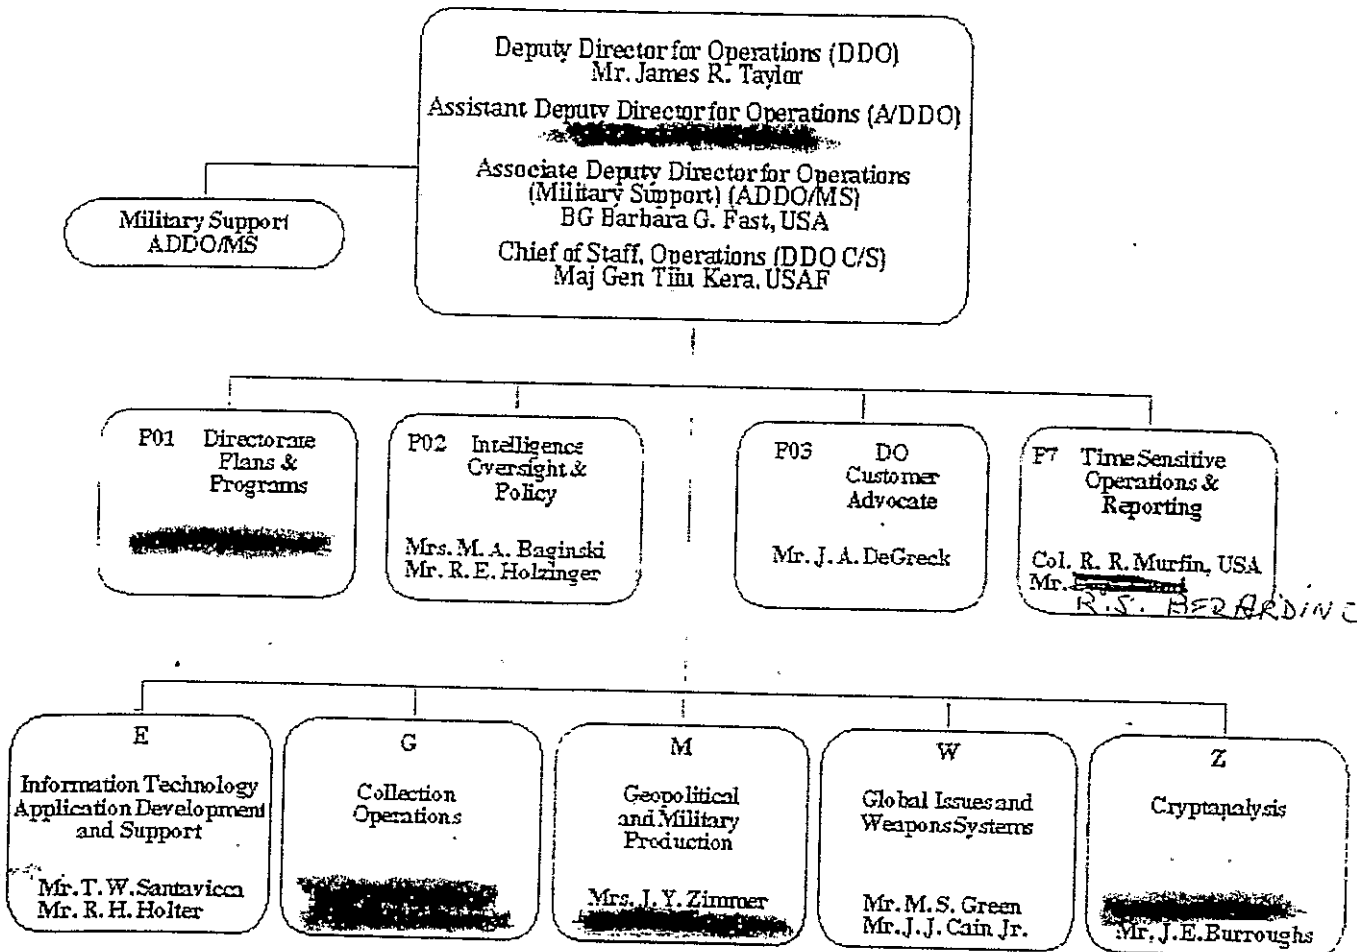 Deputy Director for Operations (DDO)
Mr. James R. Taylor
Assistant Deputy Director for Operations (A/DDO)
Associate Deputy Director for Operations
(Military Support) (ADDO/MS)
BG Barbara G. Fast, USA
Chief of Staff, Operations (DDO C/S)
Maj Gen Tiiu Kera, USAF
Military Support
ADDO/MS
P01 Directorate
Plans &
Programs
P02 Intelligence
Oversight &
Policy
Mrs. M. A. Baginski
Mr. R. E. Holzinger
P03 DO
Customer
Advocate
Mr. J. A. DeGreck
P7 Time Sensitive
Operations &
Reporting
Col. R. R. Murfin, USA
Mr.
R.S. BERARDINO
E
Information Technology
Application Development
and Support
Mr. T. W. Santavicca
Mr. R. H. Holter
G
Collection
Operations
M
Geopolitical
and Military
Production
Mrs. J. Y. Zimmer
W
Global Issues and
Weapons Systems
Mr. M. S. Green
Mr. J. J. Cain Jr.
Z
Cryptanalysis
Mr. J. E. Burroughs